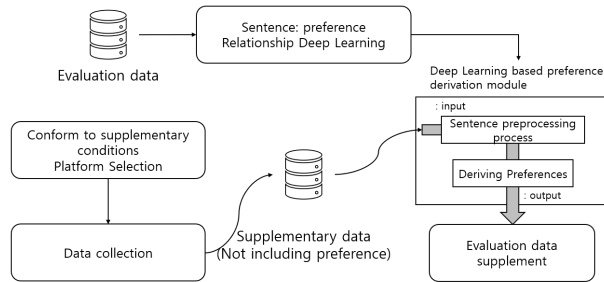 Sentence: preference
Relationship Deep Learning
Evaluation data
Deep Learning based preference
derivation module
: input
Sentence preprocessing
process
Deriving Preferences
: output
Conform to supplementary
conditions
Platform Selection
Data collection
Supplementary data
(Not including preference)
Evaluation data
supplement